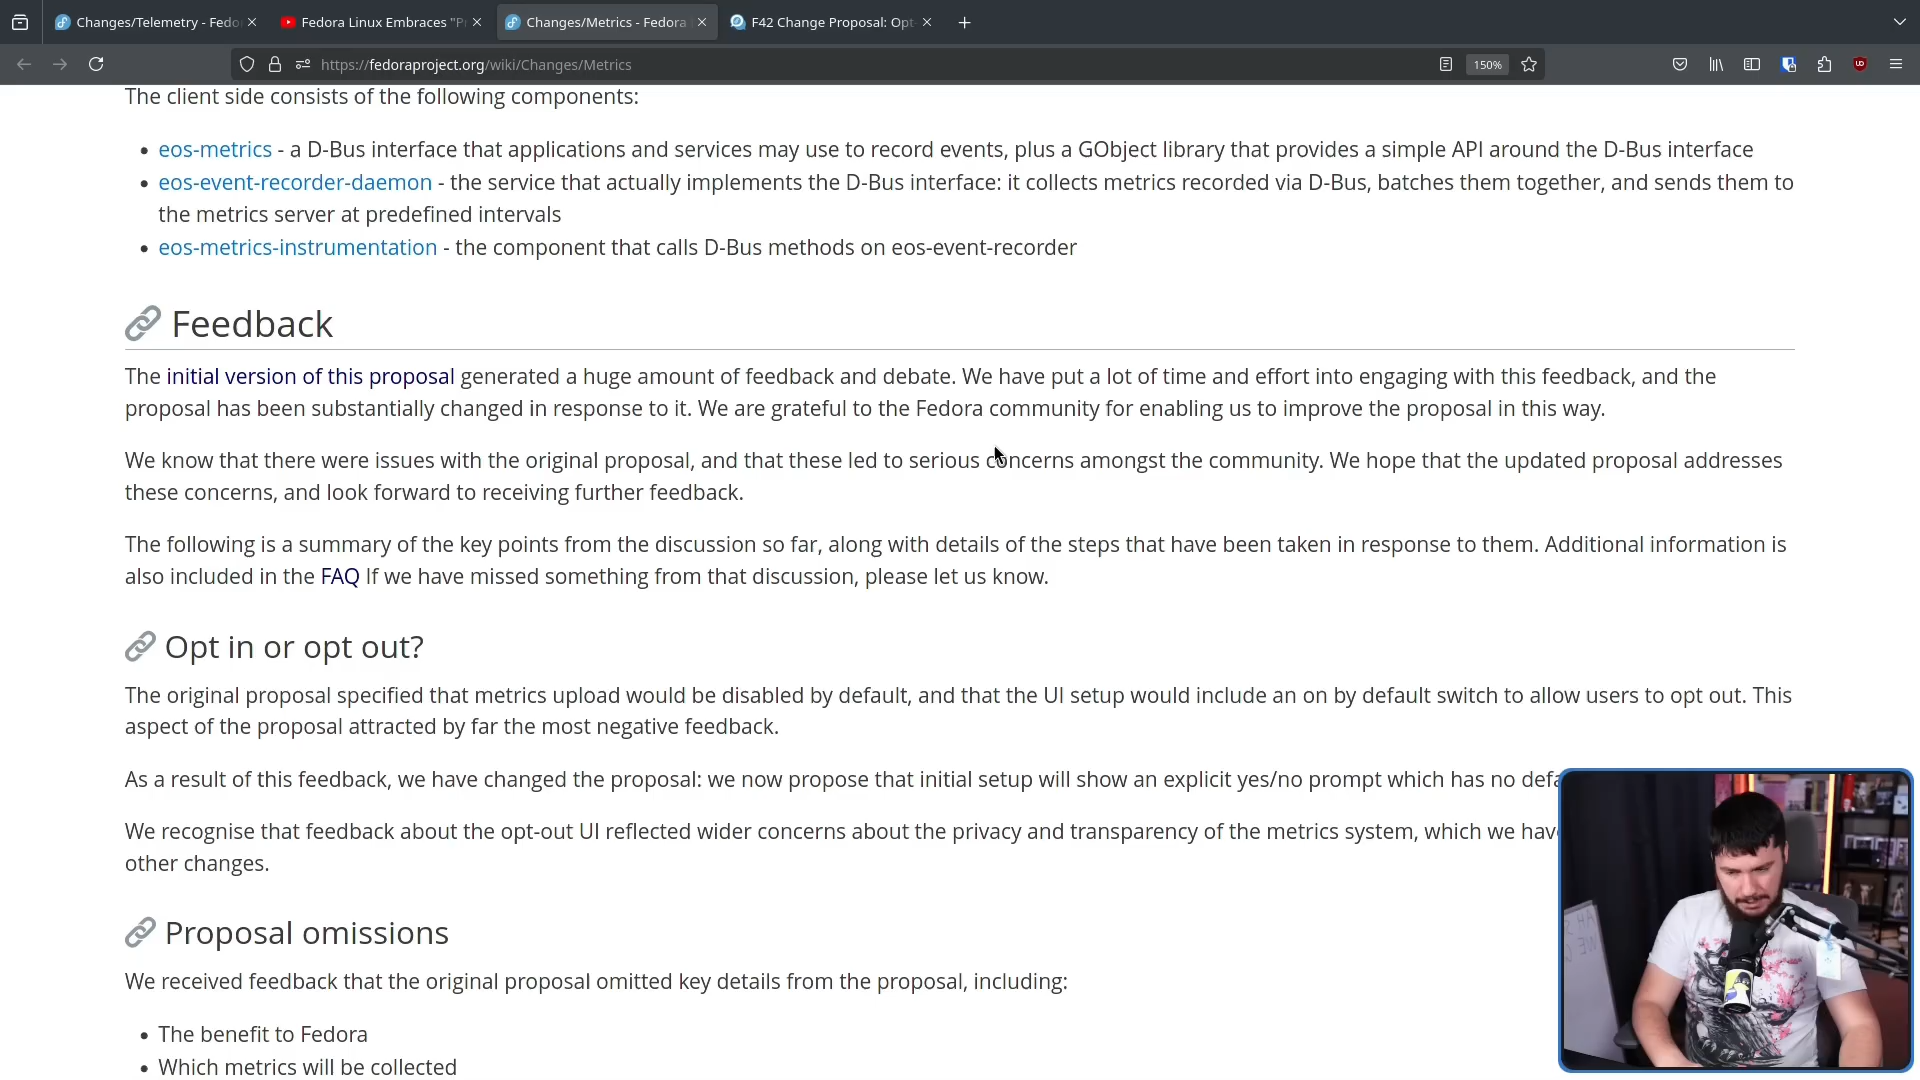 Changes/Telemetry - Fedo
Fedora Linux Embraces "P
Changes/Metrics - Fedora
F42 Change Proposal: Opt-
https://fedoraproject.org/wiki/Changes/Metrics
150%
The client side consists of the following components:
eos-metrics - a D-Bus interface that applications and services may use to record events, plus a GObject library that provides a simple API around the D-Bus interface
eos-event-recorder-daemon - the service that actually implements the D-Bus interface: it collects metrics recorded via D-Bus, batches them together, and sends them to
the metrics server at predefined intervals
eos-metrics-instrumentation - the component that calls D-Bus methods on eos-event-recorder
Feedback
The initial version of this proposal generated a huge amount of feedback and debate. We have put a lot of time and effort into engaging with this feedback, and the
proposal has been substantially changed in response to it. We are grateful to the Fedora community for enabling us to improve the proposal in this way.
We know that there were issues with the original proposal, and that these led to serious concerns amongst the community. We hope that the updated proposal addresses
these concerns, and look forward to receiving further feedback.
The following is a summary of the key points from the discussion so far, along with details of the steps that have been taken in response to them. Additional information is
also included in the FAQ If we have missed something from that discussion, please let us know.
Opt in or opt out?
The original proposal specified that metrics upload would be disabled by default, and that the UI setup would include an on by default switch to allow users to opt out. This
aspect of the proposal attracted by far the most negative feedback.
As a result of this feedback, we have changed the proposal: we now propose that initial setup will show an explicit yes/no prompt which has no defa
We recognise that feedback about the opt-out UI reflected wider concerns about the privacy and transparency of the metrics system, which we hav
other changes.
Proposal omissions
We received feedback that the original proposal omitted key details from the proposal, including:
The benefit to Fedora
Which metrics will be collected